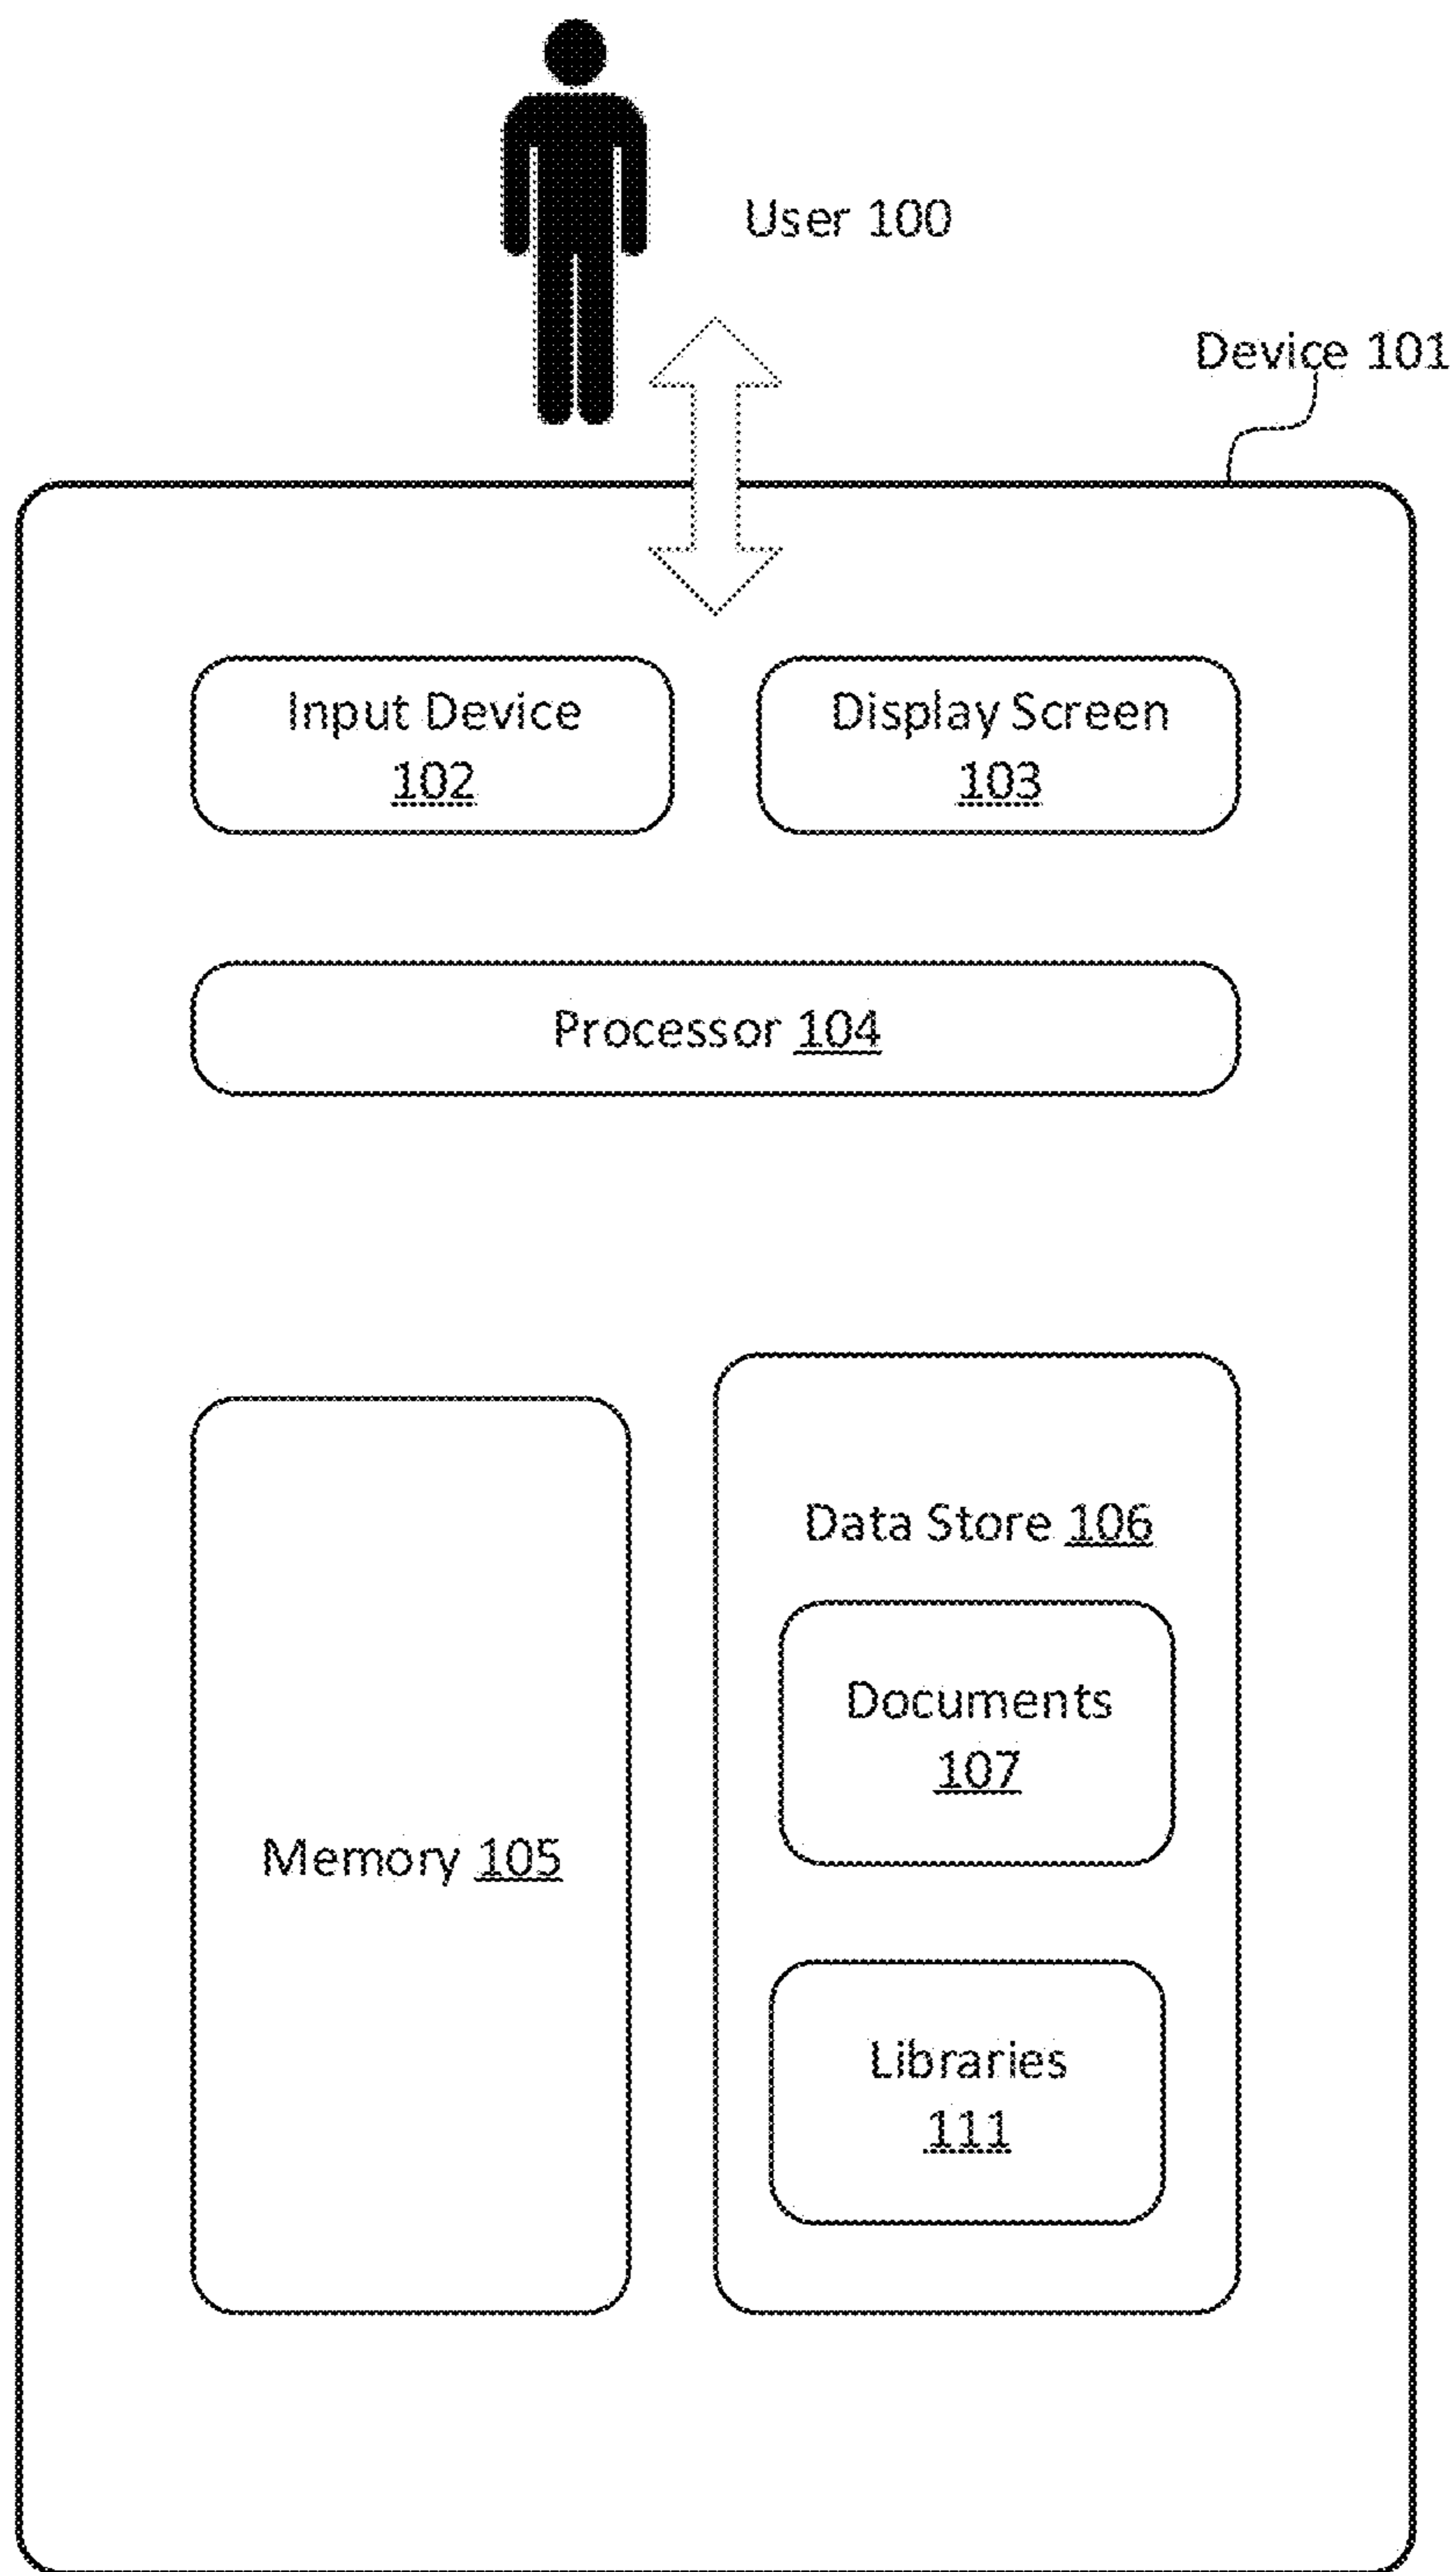 User 100
Device 101
Input Device
102
Display Screen
103
Processor 104
Data Store 106
Documents
107
Memory 105
Libraries
111